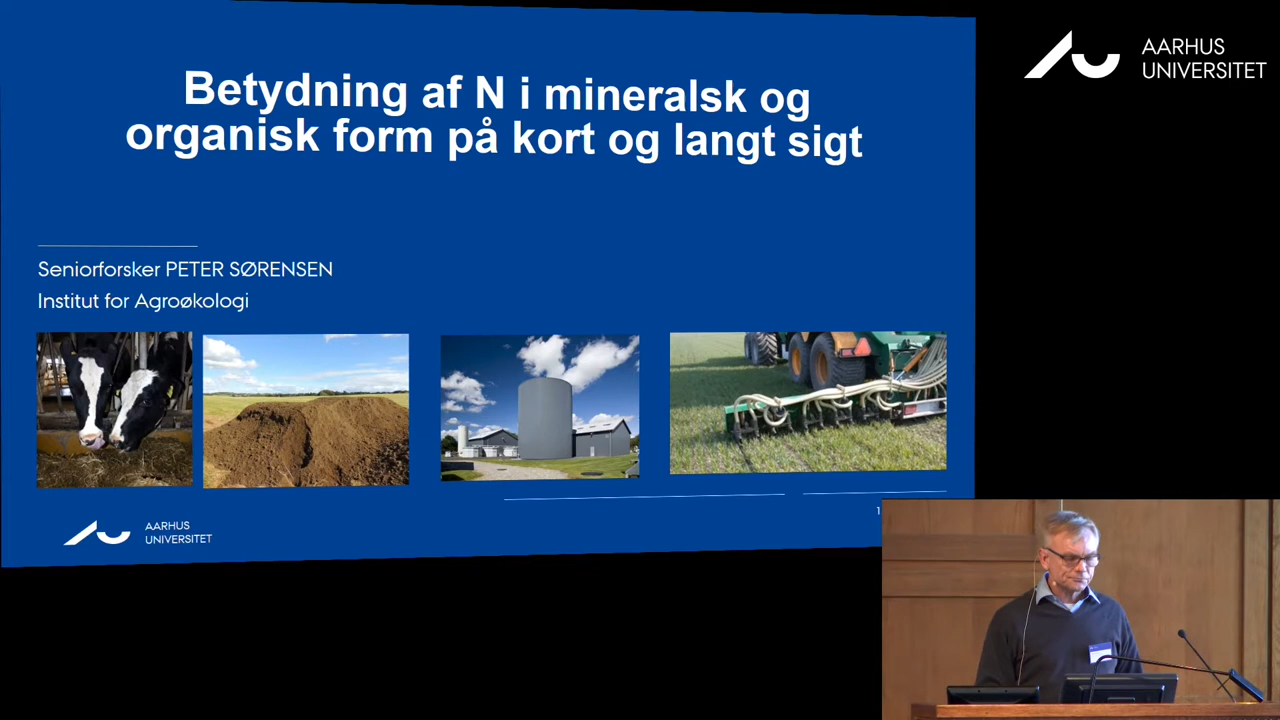 Betydning af N i mineralsk og
organisk form på kort og langt sigt
Seniorforsker PETER SØRENSEN
Institut for Agroøkologi
AARHUS
UNIVERSITET
1
AARHUS
UNIVERSITET